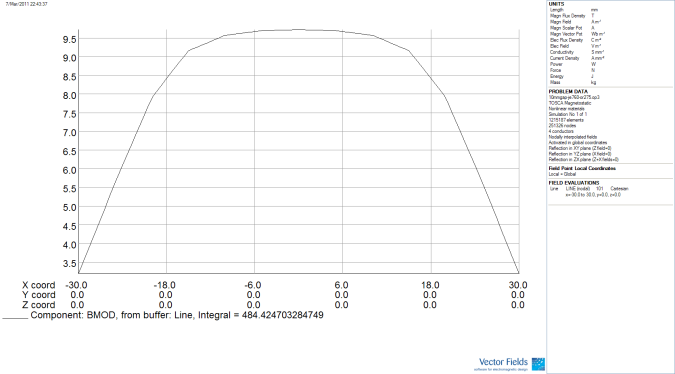 7/Mar/2011 22:43:37
9.5
9.0
8.5
8.0
7.5
7.0
6.5
6.0
5.5
5.0
4.5
4.0
3.5
X coord -30.0 -18.0 -6.0 6.0 18.0 30.0
Y coord 0.0 0.0 0.0 0.0 0.0 0.0
Z coord 0.0 0.0 0.0 0.0 0.0 0.0
Component: BMOD, from buffer: Line, Integral = 484.424703284749
Vector Fields
software for electromagnetic design
UNITS
Length mm
Magn Flux Density T
Magn Field A m⁻¹
Magn Scalar Pot A
Magn Vector Pot Wb m⁻¹
Elec Flux Density C m⁻²
Elec Field V m⁻¹
Conductivity S mm⁻¹
Current Density A mm⁻²
Power W
Force N
Energy J
Mass kg
PROBLEM DATA
TOSCA Magnetostatic
Nonlinear materials
Simulation No 1 of 1
1215187 elements
251326 nodes
4 conductors
Nodally interpolated fields
Activated in global coordinates
Reflection in XY plane (Z field=0)
Reflection in YZ plane (X field=0)
Reflection in ZX plane (Z+X fields=0)
Field Point Local Coordinates
Local = Global
FIELD EVALUATIONS
Line LINE (nodal) 101 Cartesian
x=-30.0 to 30.0, y=0.0, z=0.0